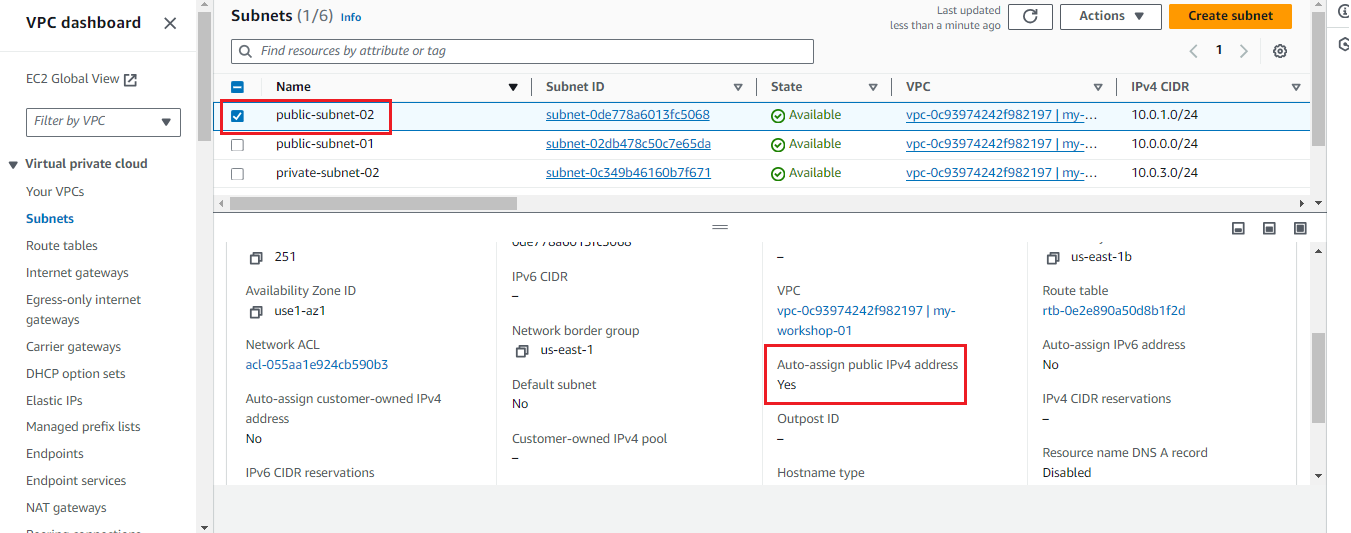 VPC dashboard
EC2 Global View
Filter by VPC
Virtual private cloud
Your VPCs
Subnets
Route tables
Internet gateways
Egress-only internet
gateways
Carrier gateways
DHCP option sets
Elastic IPs
Managed prefix lists
Endpoints
Endpoint services
NAT gateways
Subnets (1/6) Info
Last updated
less than a minute ago
Actions
Create subnet
Find resources by attribute or tag
1
Name Subnet ID State VPC IPv4 CIDR
public-subnet-02 subnet-0de778a6013fc5068 Available vpc-0c93974242f982197 | my-... 10.0.1.0/24
public-subnet-01 subnet-02db478c50c7e65da Available vpc-0c93974242f982197 | my-... 10.0.0.0/24
private-subnet-02 subnet-0c349b46160b7f671 Available vpc-0c93974242f982197 | my-... 10.0.3.0/24
251
Availability Zone ID
use1-az1
Network ACL
acl-055aa1e924cb590b3
Auto-assign customer-owned IPv4
address
No
IPv6 CIDR reservations
0de778a6013fc5068
IPv6 CIDR
–
Network border group
us-east-1
Default subnet
No
Customer-owned IPv4 pool
–
–
VPC
vpc-0c93974242f982197 | my-
workshop-01
Auto-assign public IPv4 address
Yes
Outpost ID
–
Hostname type
us-east-1b
Route table
rtb-0e2e890a50d8b1f2d
Auto-assign IPv6 address
No
IPv4 CIDR reservations
–
Resource name DNS A record
Disabled